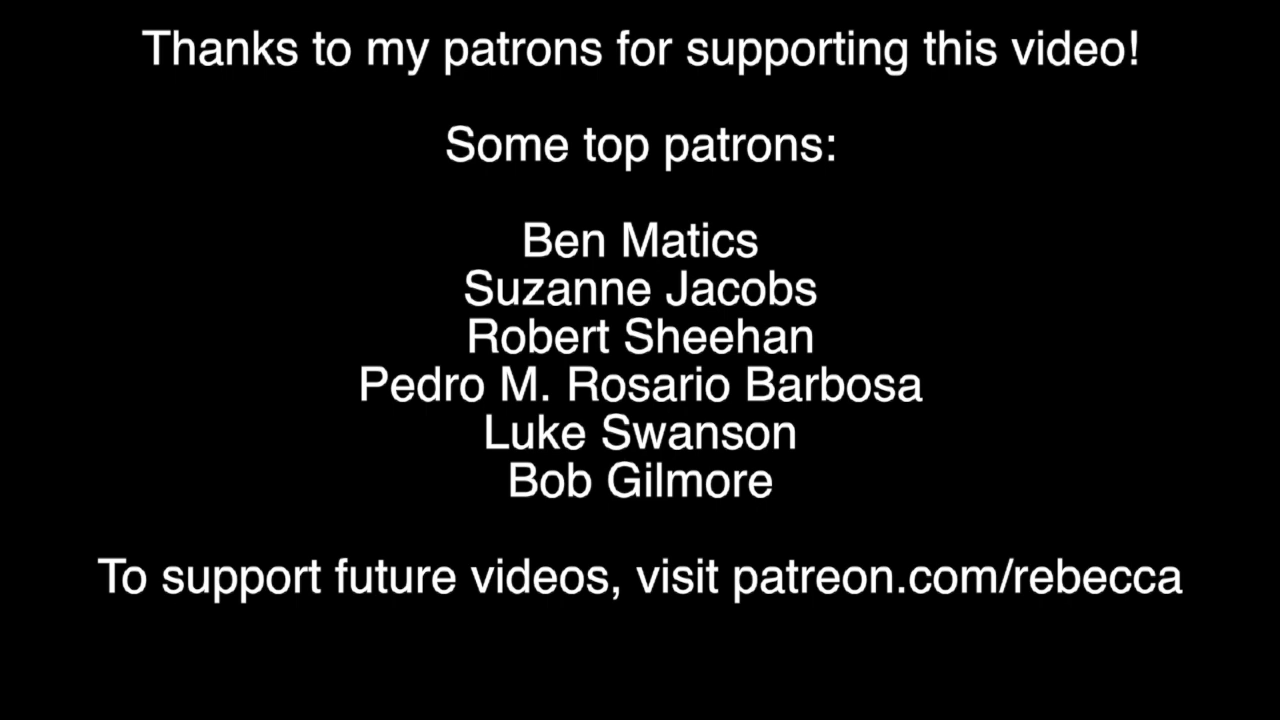 Thanks to my patrons for supporting this video!
Some top patrons:
Ben Matics
Suzanne Jacobs
Robert Sheehan
Pedro M. Rosario Barbosa
Luke Swanson
Bob Gilmore
To support future videos, visit patreon.com/rebecca